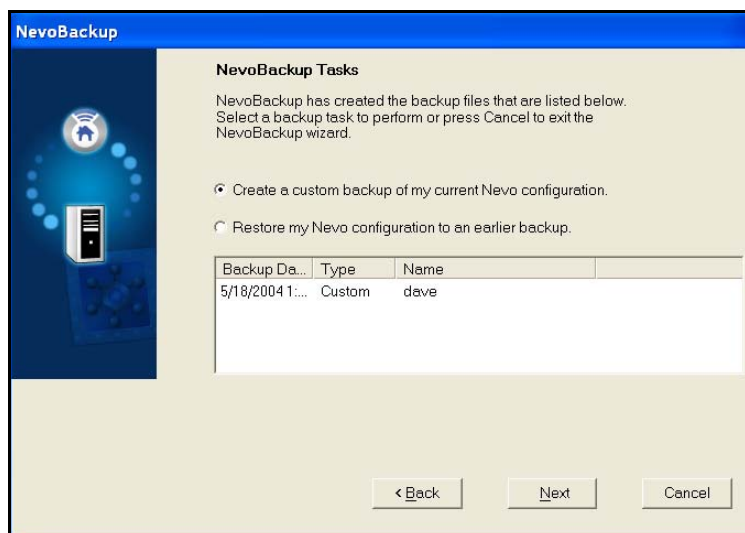 NevoBackup
NevoBackup Tasks
NevoBackup has created the backup files that are listed below.
Select a backup task to perform or press Cancel to exit the
NevoBackup wizard.
Create a custom backup of my current Nevo configuration.
Restore my Nevo configuration to an earlier backup.
Backup Da... Type Name
5/18/2004 1:... Custom dave
< Back Next Cancel